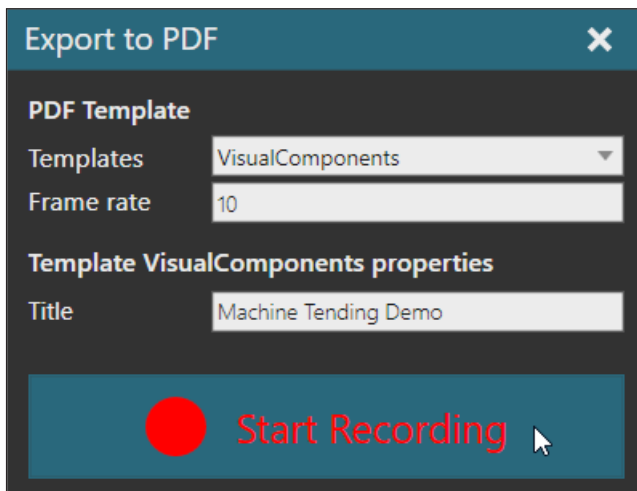 Export to PDF
PDF Template
Templates VisualComponents
Frame rate 10
Template VisualComponents properties
Title Machine Tending Demo
Start Recording